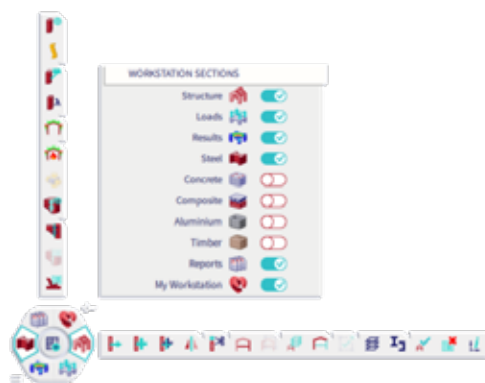 WORKSTATION SECTIONS
Structure
Loads
Results
Steel
Concrete
Composite
Aluminium
Timber
Reports
My Workstation